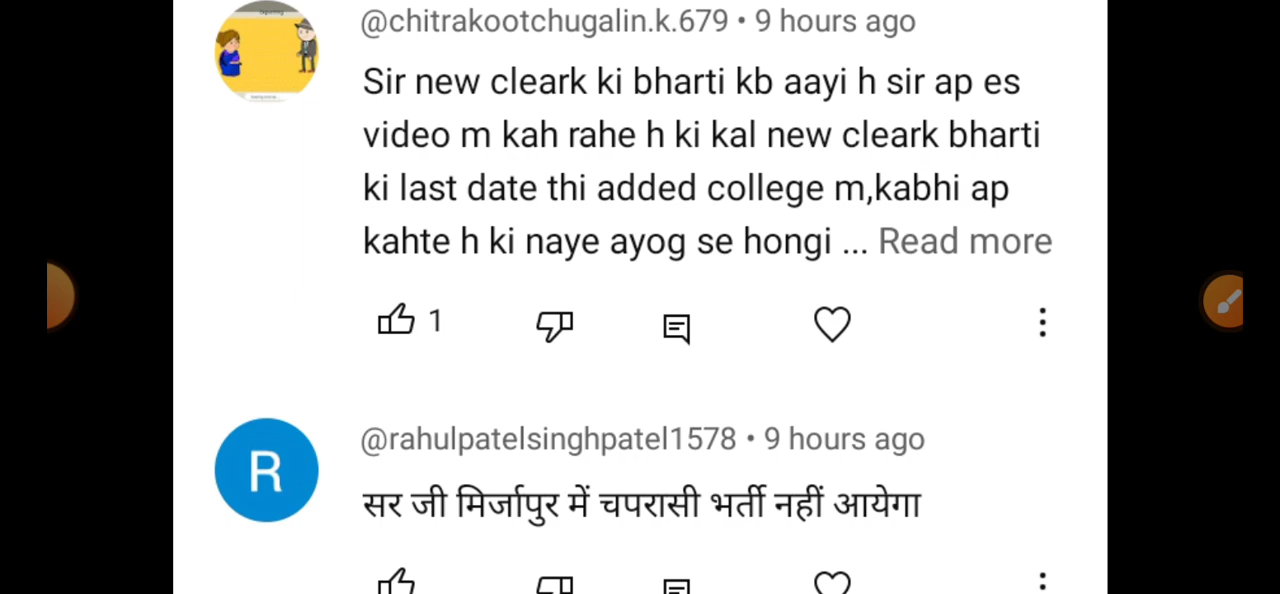 @chitrakootchugalin.k.679 • 9 hours ago
Sir new cleark ki bharti kb aayi h sir ap es
video m kah rahe h ki kal new cleark bharti
ki last date thi added college m,kabhi ap
kahte h ki naye ayog se hongi ... Read more
1
@rahulpatelsinghpatel1578 • 9 hours ago
R
सर जी मिर्जापुर में चपरासी भर्ती नहीं आयेगा